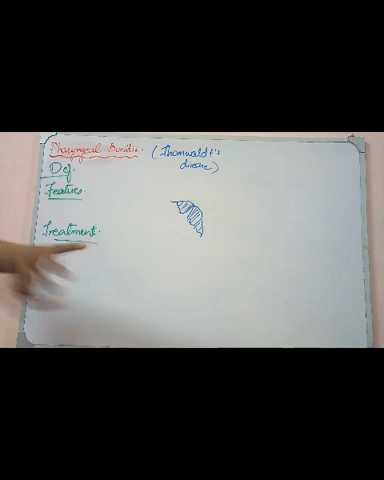 Pharyngeal Bursitis. (Thornwaldt's
disease)
Def.
Features.
Treatment.